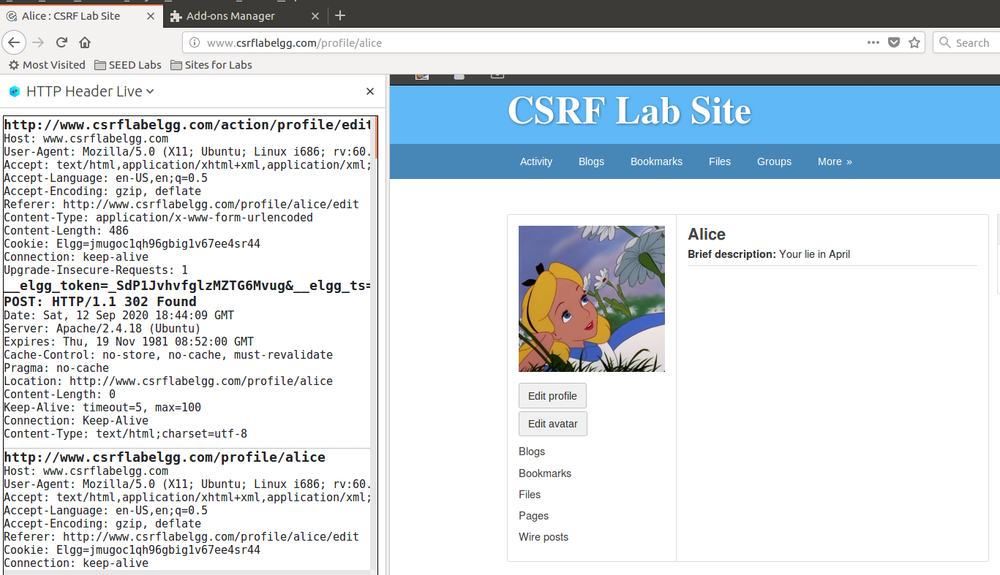 Alice : CSRF Lab Site
Add-ons Manager
www.csrflabelgg.com/profile/alice
Search
Most Visited SEED Labs Sites for Labs
HTTP Header Live
http://www.csrflabelgg.com/action/profile/edit
Host: www.csrflabelgg.com
User-Agent: Mozilla/5.0 (X11; Ubuntu; Linux i686; rv:60.
Accept: text/html,application/xhtml+xml,application/xml;
Accept-Language: en-US,en;q=0.5
Accept-Encoding: gzip, deflate
Referer: http://www.csrflabelgg.com/profile/alice/edit
Content-Type: application/x-www-form-urlencoded
Content-Length: 486
Cookie: Elgg=jmugoc1qh96gbig1v67ee4sr44
Connection: keep-alive
Upgrade-Insecure-Requests: 1
__elgg_token=_SdP1JvhvfglzMZTG6Mvug&__elgg_ts=
POST: HTTP/1.1 302 Found
Date: Sat, 12 Sep 2020 18:44:09 GMT
Server: Apache/2.4.18 (Ubuntu)
Expires: Thu, 19 Nov 1981 08:52:00 GMT
Cache-Control: no-store, no-cache, must-revalidate
Pragma: no-cache
Location: http://www.csrflabelgg.com/profile/alice
Content-Length: 0
Keep-Alive: timeout=5, max=100
Connection: Keep-Alive
Content-Type: text/html;charset=utf-8
http://www.csrflabelgg.com/profile/alice
Host: www.csrflabelgg.com
User-Agent: Mozilla/5.0 (X11; Ubuntu; Linux i686; rv:60.
Accept: text/html,application/xhtml+xml,application/xml;
Accept-Language: en-US,en;q=0.5
Accept-Encoding: gzip, deflate
Referer: http://www.csrflabelgg.com/profile/alice/edit
Cookie: Elgg=jmugoc1qh96gbig1v67ee4sr44
Connection: keep-alive
CSRF Lab Site
Activity Blogs Bookmarks Files Groups More »
Alice
Brief description: Your lie in April
Edit profile
Edit avatar
Blogs
Bookmarks
Files
Pages
Wire posts